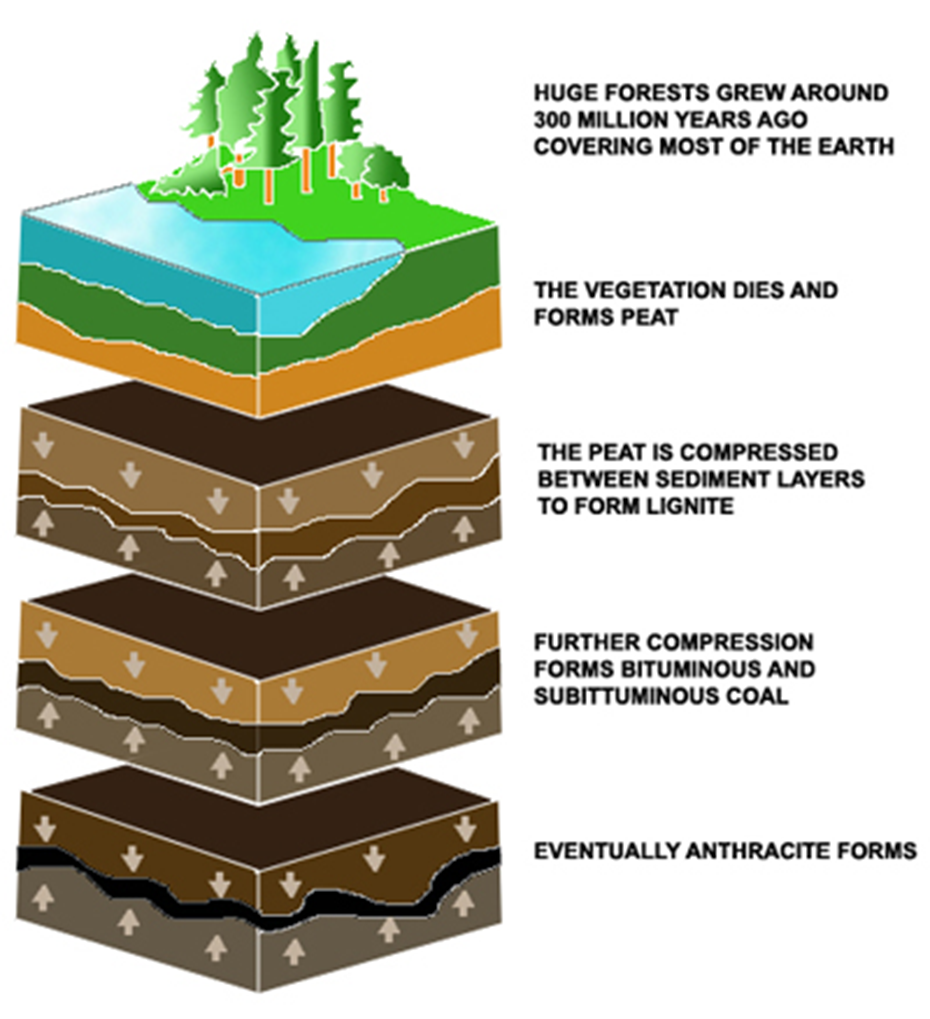 HUGE FORESTS GREW AROUND
300 MILLION YEARS AGO
COVERING MOST OF THE EARTH
THE VEGETATION DIES AND
FORMS PEAT
THE PEAT IS COMPRESSED
BETWEEN SEDIMENT LAYERS
TO FORM LIGNITE
FURTHER COMPRESSION
FORMS BITUMINOUS AND
SUBITTUMINOUS COAL
EVENTUALLY ANTHRACITE FORMS